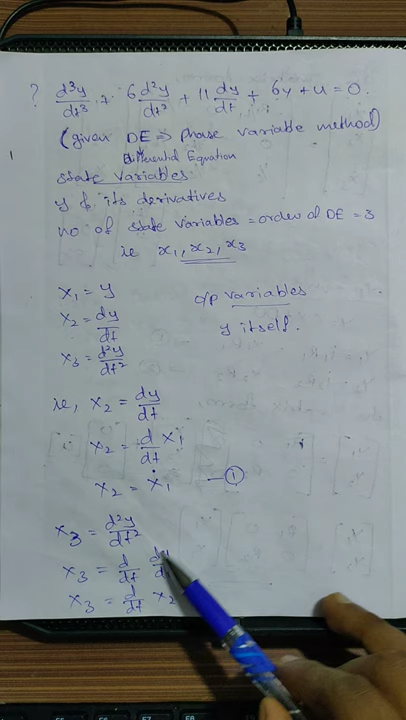 ? d³y/dt³ + 6d²y/dt² + 11 dy/dt + 6y + u = 0.
(given DE ⇒ phase variable method)
Differential Equation
state variables
y & its derivatives
no of state variables = order of DE = 3
ie x₁, x₂, x₃
x₁ = y
o/p variables
x₂ = dy/dt
y itself.
x₃ = d²y/dt²
ie, x₂ = dy/dt
x₂ = d/dt x₁
x₂ = ẋ₁ —①
x₃ = d²y/dt²
x₃ = d/dt dy/dt
x₃ = d/dt x₂